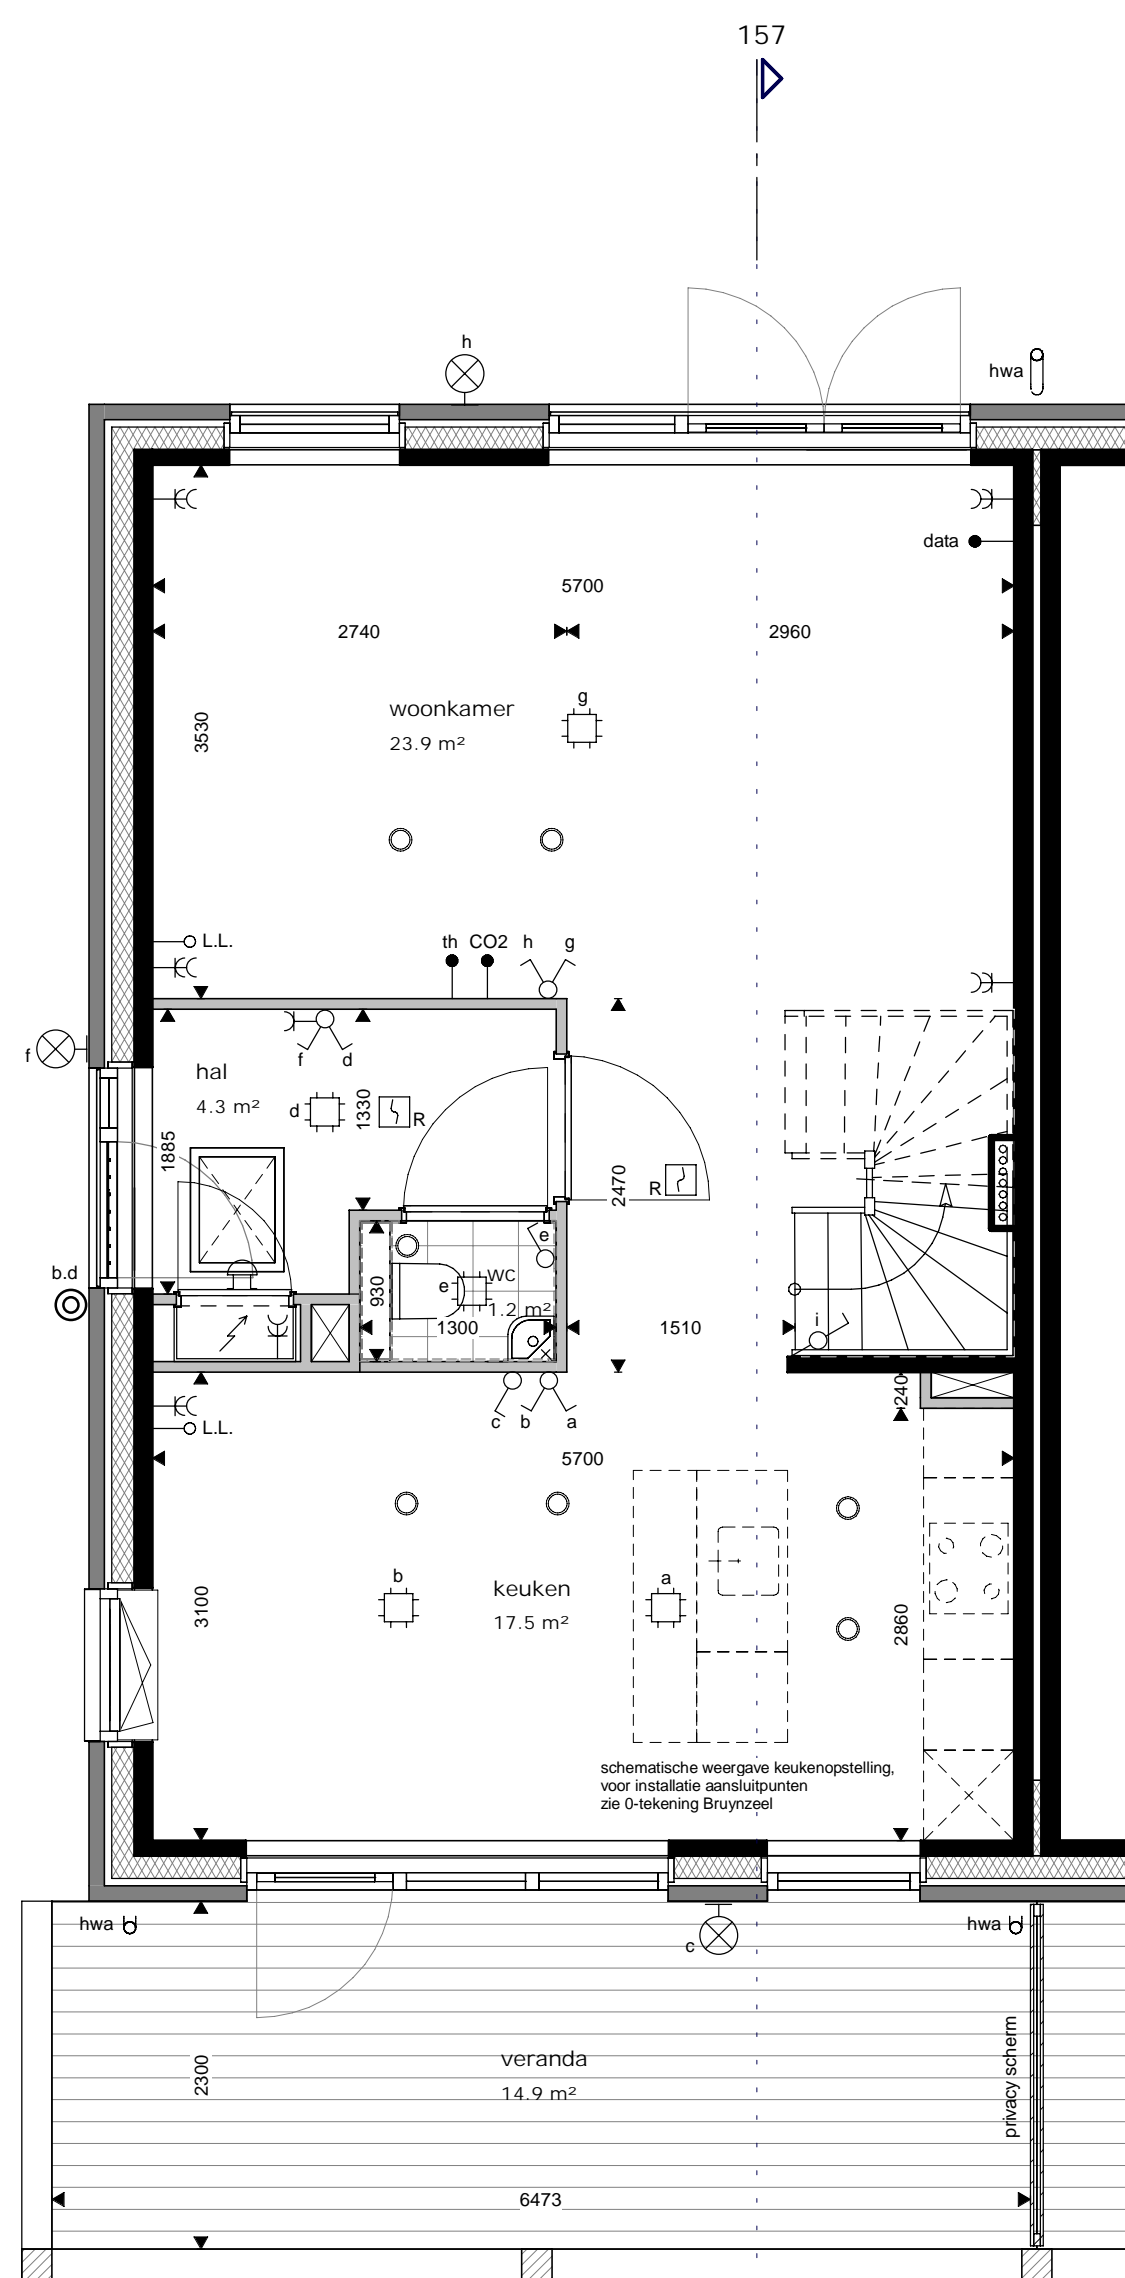 157
h
hwa
data
5700
2740
2960
g
woonkamer
23.9 m²
3530
L.L.
th
CO2
h
g
f
f
d
hal
4.3 m²
d
1330
R
1885
2470
R
b.d
e
e
WC
1.2 m²
930
1300
1510
i
240
c
b
a
L.L.
5700
b
keuken
17.5 m²
a
3100
2860
schematische weergave keukenopstelling,
voor installatie aansluitpunten
zie 0-tekening Bruynzeel
hwa
c
hwa
veranda
14.9 m²
2300
privacy scherm
6473